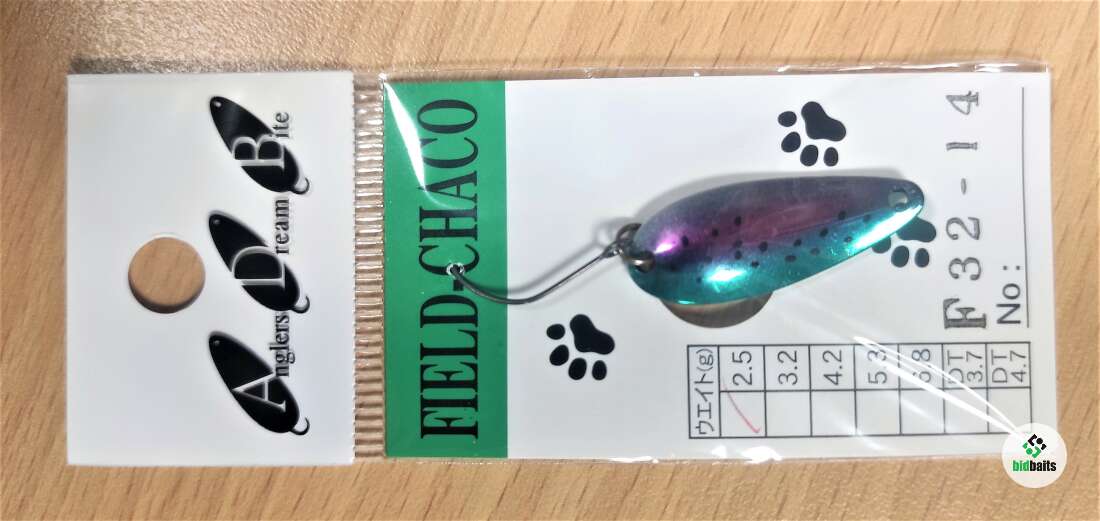 Anglers
Dream
Bite
FIELD-CHACO
F32-14
No:
ウエイト(g)
2.5
3.2
4.2
5.3
6.8
DT
3.7
DT
4.7
bidbaits